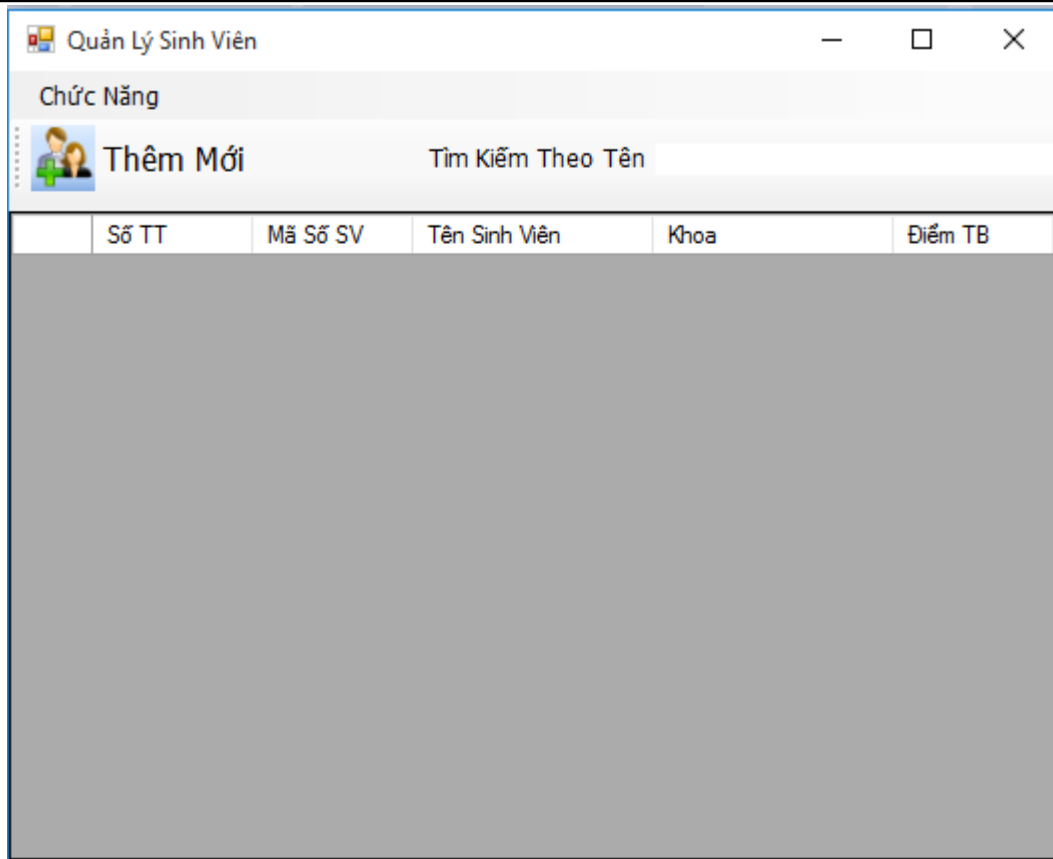 Quản Lý Sinh Viên
Chức Năng
Thêm Mới Tìm Kiếm Theo Tên
Số TT Mã Số SV Tên Sinh Viên Khoa Điểm TB